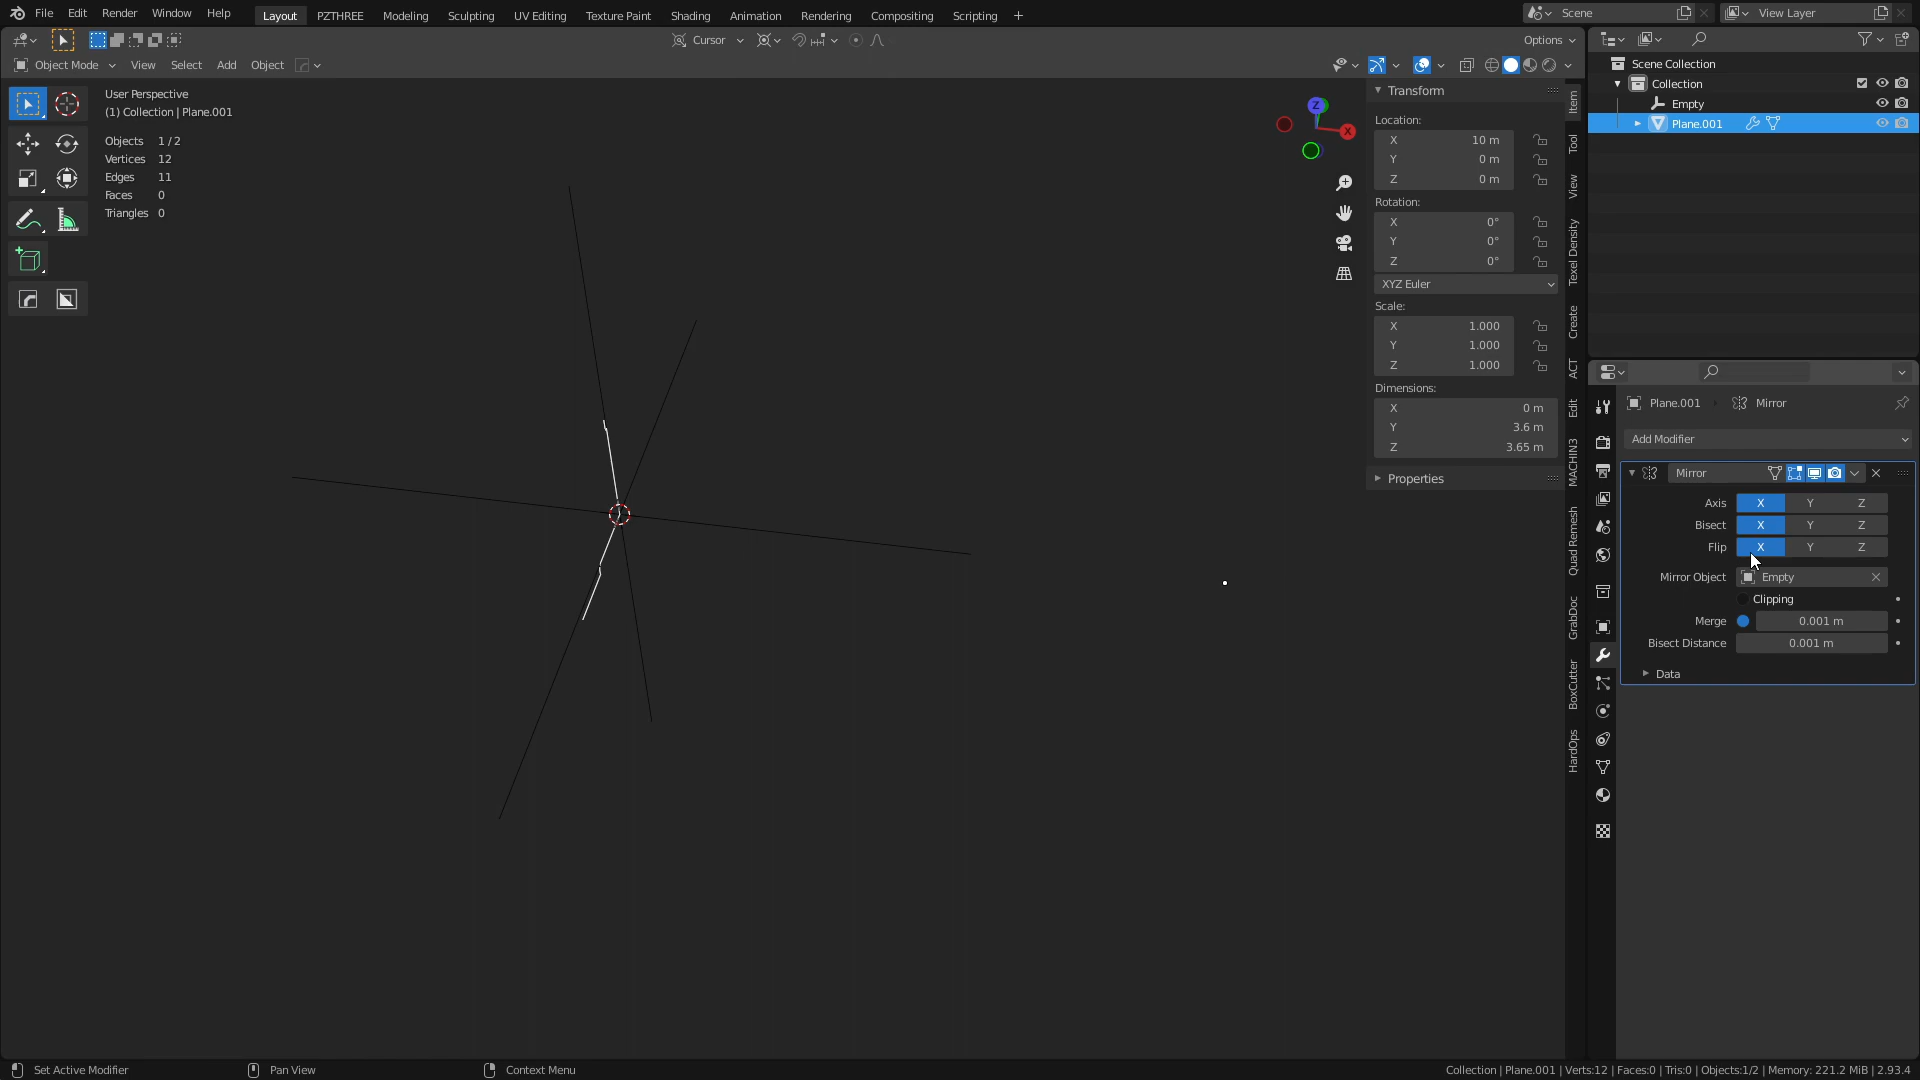 File Edit Render Window Help Layout PZTHREE Modeling Sculpting UV Editing Texture Paint Shading Animation Rendering Compositing Scripting + Scene View Layer
Cursor Options
Object Mode View Select Add Object
User Perspective
(1) Collection | Plane.001
Objects 1 / 2
Vertices 12
Edges 11
Faces 0
Triangles 0
Z
X
Transform
Location:
X 10 m
Y 0 m
Z 0 m
Rotation:
X 0°
Y 0°
Z 0°
XYZ Euler
Scale:
X 1.000
Y 1.000
Z 1.000
Dimensions:
X 0 m
Y 3.6 m
Z 3.65 m
Properties
Item
Tool
View
Texel Density
Create
ACT
Edit
MACHIN3
Quad Remesh
GrabDoc
BoxCutter
HardOps
Scene Collection
Collection
Empty
Plane.001
Plane.001 Mirror
Add Modifier
Mirror
Axis X Y Z
Bisect X Y Z
Flip X Y Z
Mirror Object Empty
Clipping
Merge 0.001 m
Bisect Distance 0.001 m
Data
Set Active Modifier Pan View Context Menu Collection | Plane.001 | Verts:12 | Faces:0 | Tris:0 | Objects:1/2 | Memory: 221.2 MiB | 2.93.4